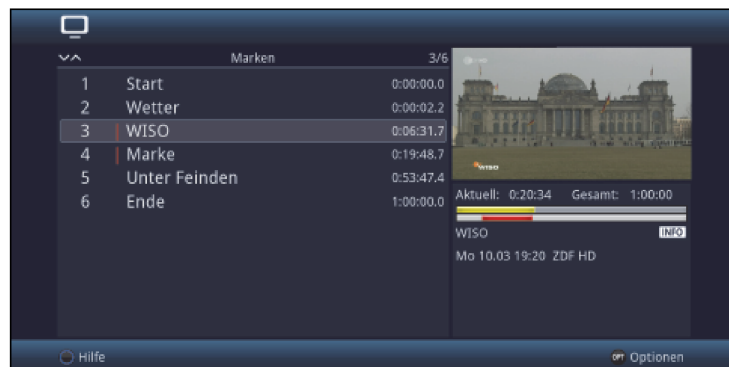 Marken 3/6
1 Start 0:00:00.0
2 Wetter 0:00:02.2
3 WISO 0:06:31.7
4 Marke 0:19:48.7
5 Unter Feinden 0:53:47.4
6 Ende 1:00:00.0
WISO
Aktuell: 0:20:34 Gesamt: 1:00:00
WISO INFO
Mo 10.03 19:20 ZDF HD
Hilfe OPT Optionen